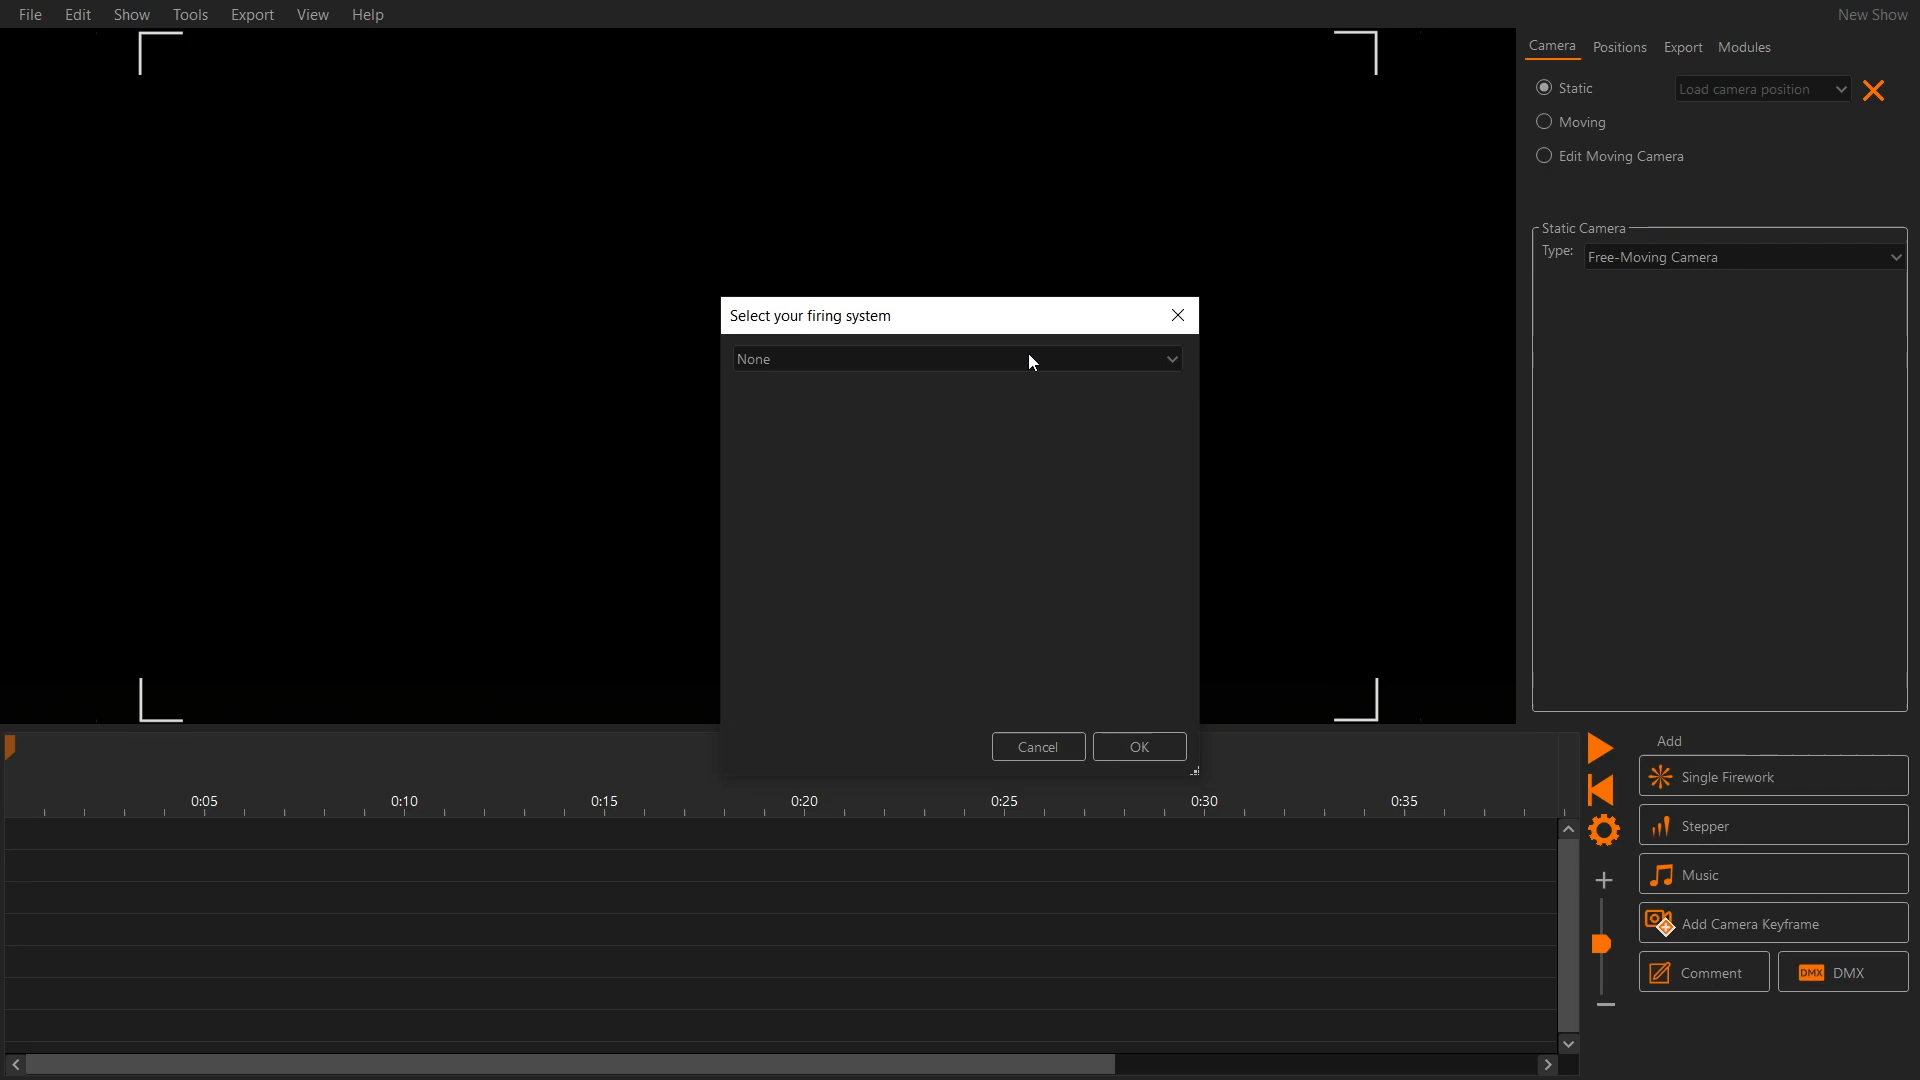 File Edit Show Tools Export View Help New Show
Camera Positions Export Modules
Static Load camera position
Moving
Edit Moving Camera
Static Camera
Type: Free-Moving Camera
Select your firing system
None
Cancel OK
0:05 0:10 0:15 0:20 0:25 0:30 0:35
Add
Single Firework
Stepper
Music
Add Camera Keyframe
Comment
DMX DMX